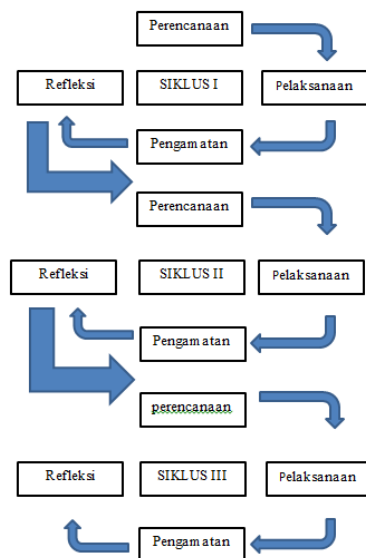 Perencanaan
Refleksi SIKLUS I Pelaksanaan
Pengamatan
Perencanaan
Refleksi SIKLUS II Pelaksanaan
Pengamatan
perencanaan
Refleksi SIKLUS III Pelaksanaan
Pengamatan